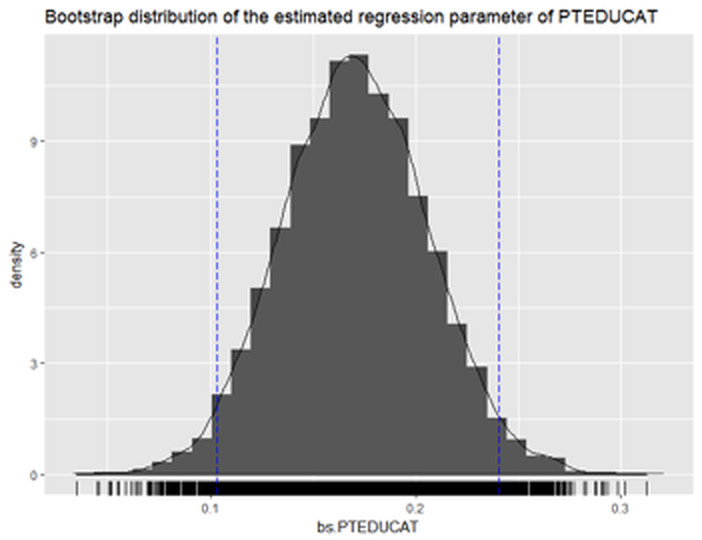 Bootstrap distribution of the estimated regression parameter of PTEDUCAT
9
6
3
0
density
0.1
0.2
0.3
bs.PTEDUCAT